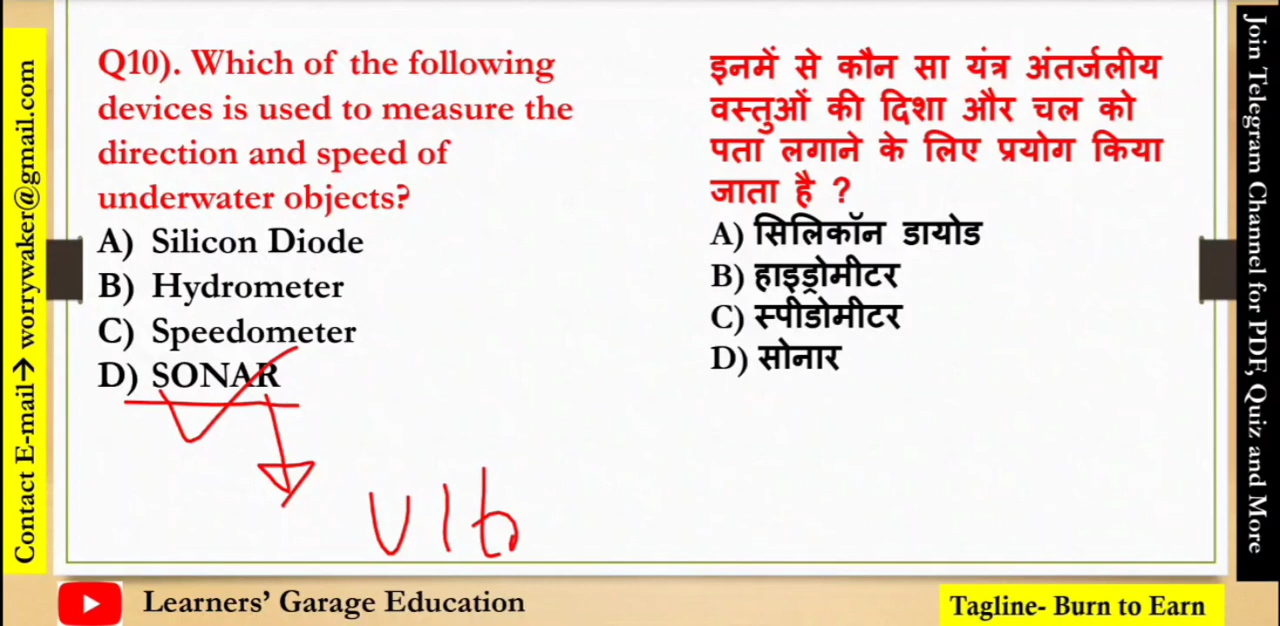 Q10). Which of the following
devices is used to measure the
direction and speed of
underwater objects?
A) Silicon Diode
B) Hydrometer
C) Speedometer
D) SONAR
इनमें से कौन सा यंत्र अंतर्जलीय
वस्तुओं की दिशा और चल को
पता लगाने के लिए प्रयोग किया
जाता है ?
A) सिलिकॉन डायोड
B) हाइड्रोमीटर
C) स्पीडोमीटर
D) सोनार
Contact E-mail→ worrywaker@gmail.com
Join Telegram Channel for PDF, Quiz and More
Learners’ Garage Education
Tagline- Burn to Earn